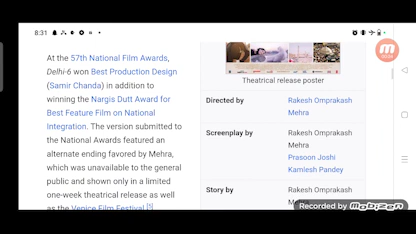 8:31
At the 57th National Film Awards,
Delhi-6 won Best Production Design
(Samir Chanda) in addition to
winning the Nargis Dutt Award for
Best Feature Film on National
Integration. The version submitted to
the National Awards featured an
alternate ending favored by Mehra,
which was unavailable to the general
public and shown only in a limited
one-week theatrical release as well
as the Venice Film Festival.[5]
Theatrical release poster
Directed by Rakesh Omprakash
Mehra
Screenplay by Rakesh Omprakash
Mehra
Prasoon Joshi
Kamlesh Pandey
Story by Rakesh Omprakash
Mehra
Recorded by Mobizen